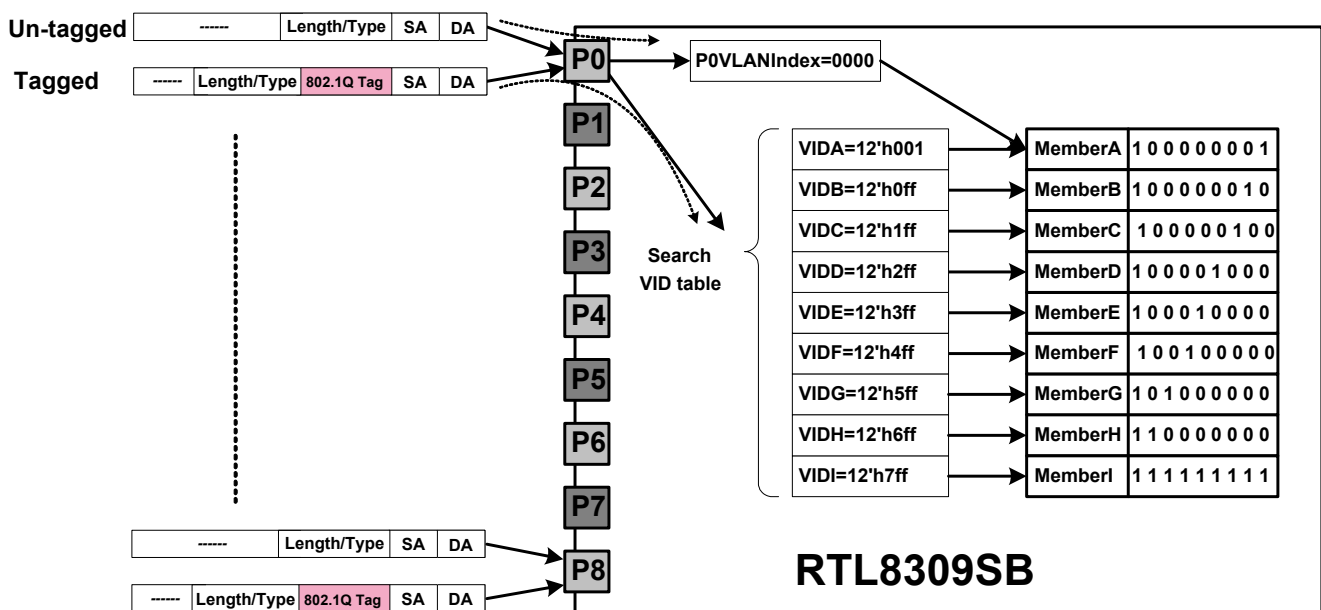 Un-tagged ------ Length/Type SA DA
Tagged ------ Length/Type 802.1Q Tag SA DA
P0 P0VLANIndex=0000
P1
VIDA=12'h001 MemberA 1 0 0 0 0 0 0 0 1
VIDB=12'h0ff MemberB 1 0 0 0 0 0 0 1 0
P2
VIDC=12'h1ff MemberC 1 0 0 0 0 0 1 0 0
P3
Search
VID table
VIDD=12'h2ff MemberD 1 0 0 0 0 1 0 0 0
VIDE=12'h3ff MemberE 1 0 0 0 1 0 0 0 0
P4
VIDF=12'h4ff MemberF 1 0 0 1 0 0 0 0 0
P5
VIDG=12'h5ff MemberG 1 0 1 0 0 0 0 0 0
P6
VIDH=12'h6ff MemberH 1 1 0 0 0 0 0 0 0
VIDI=12'h7ff MemberI 1 1 1 1 1 1 1 1 1
P7
------ Length/Type SA DA
P8
RTL8309SB
------ Length/Type 802.1Q Tag SA DA